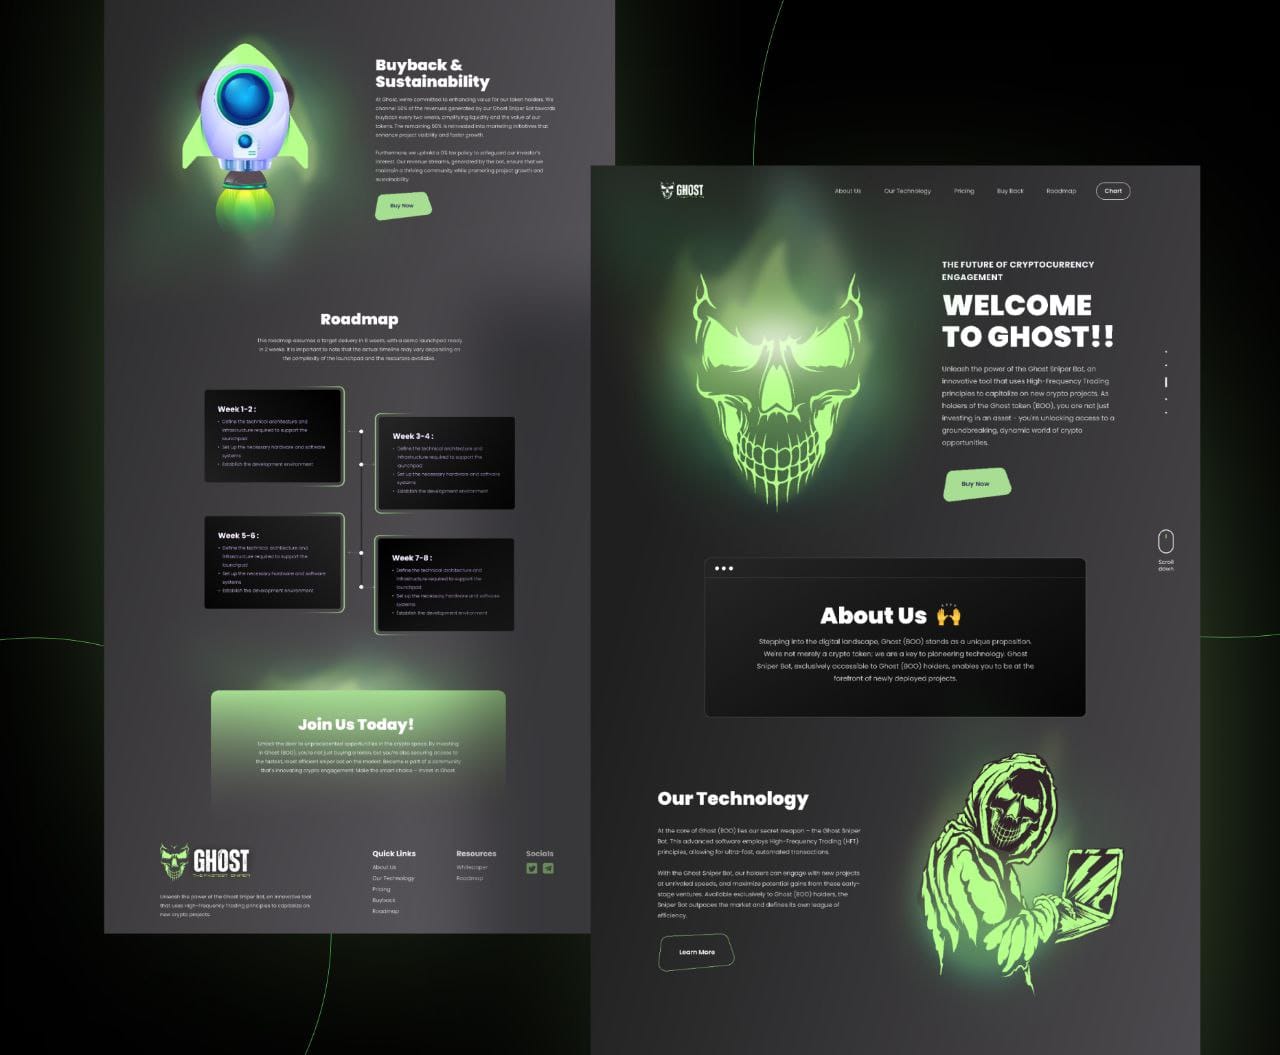 Buyback &
Sustainability
At Ghost, we're committed to enhancing value for our token holders. We
channel 50% of the revenues generated by our Ghost Sniper Bot towards
buyback every two weeks, amplifying liquidity and the value of our
tokens. The remaining 50% is reinvested into marketing initiatives that
enhance project visibility and foster growth.
Furthermore, we uphold a 0% tax policy to safeguard our investor's
interest. Our revenue streams, generated by the bot, ensure that we
maintain a thriving community while promoting project growth and
sustainability.
Buy Now
Roadmap
This roadmap assumes a target delivery in 8 weeks, with a demo launchpad ready
in 2 weeks. It is important to note that the actual timeline may vary depending on
the complexity of the launchpad and the resources available.
Week 1-2 :
• Define the technical architecture and
infrastructure required to support the
launchpad
• Set up the necessary hardware and software
systems
• Establish the development environment
Week 3-4 :
• Define the technical architecture and
infrastructure required to support the
launchpad
• Set up the necessary hardware and software
systems
• Establish the development environment
Week 5-6 :
• Define the technical architecture and
infrastructure required to support the
launchpad
• Set up the necessary hardware and software
systems
• Establish the development environment
Week 7-8 :
• Define the technical architecture and
infrastructure required to support the
launchpad
• Set up the necessary hardware and software
systems
• Establish the development environment
Join Us Today!
Unlock the door to unprecedented opportunities in the crypto space. By investing
in Ghost (BOO), you're not just buying a token, but you're also securing access to
the fastest, most efficient sniper bot on the market. Become a part of a community
that's innovating crypto engagement. Make the smart choice – invest in Ghost.
GHOST
THE FASTEST SNIPER
Unleash the power of the Ghost Sniper Bot, an innovative tool
that uses High-Frequency Trading principles to capitalize on
new crypto projects.
Quick Links
About Us
Our Technology
Pricing
Buyback
Roadmap
Resources
Whitepaper
Roadmap
Socials
GHOST
About Us
Our Technology
Pricing
Buy Back
Roadmap
Chart
THE FUTURE OF CRYPTOCURRENCY
ENGAGEMENT
WELCOME
TO GHOST!!
Unleash the power of the Ghost Sniper Bot, an
innovative tool that uses High-Frequency Trading
principles to capitalize on new crypto projects. As
holders of the Ghost token (BOO), you are not just
investing in an asset - you're unlocking access to a
groundbreaking, dynamic world of crypto
opportunities.
Buy Now
Scroll
down
About Us 🙌
Stepping into the digital landscape, Ghost (BOO) stands as a unique proposition.
We're not merely a crypto token; we are a key to pioneering technology. Ghost
Sniper Bot, exclusively accessible to Ghost (BOO) holders, enables you to be at the
forefront of newly deployed projects.
Our Technology
At the core of Ghost (BOO) lies our secret weapon – the Ghost Sniper
Bot. This advanced software employs High-Frequency Trading (HFT)
principles, allowing for ultra-fast, automated transactions.
With the Ghost Sniper Bot, our holders can engage with new projects
at unrivaled speeds, and maximize potential gains from these early-
stage ventures. Available exclusively to Ghost (BOO) holders, the
Sniper Bot outpaces the market and defines its own league of
efficiency.
Learn More